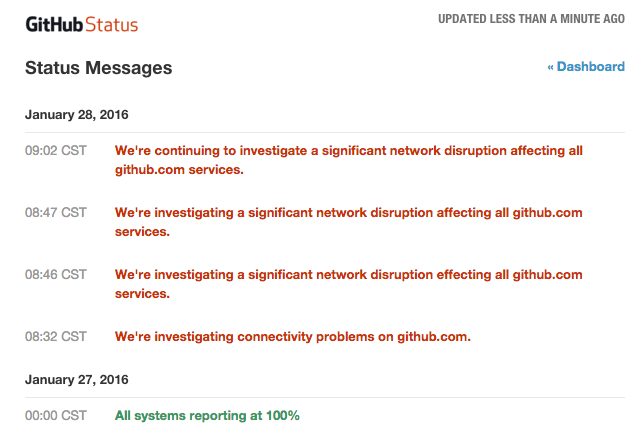 GitHub Status
UPDATED LESS THAN A MINUTE AGO
Status Messages
« Dashboard
January 28, 2016
09:02 CST We're continuing to investigate a significant network disruption affecting all
github.com services.
08:47 CST We're investigating a significant network disruption affecting all github.com
services.
08:46 CST We're investigating a significant network disruption effecting all github.com
services.
08:32 CST We're investigating connectivity problems on github.com.
January 27, 2016
00:00 CST All systems reporting at 100%